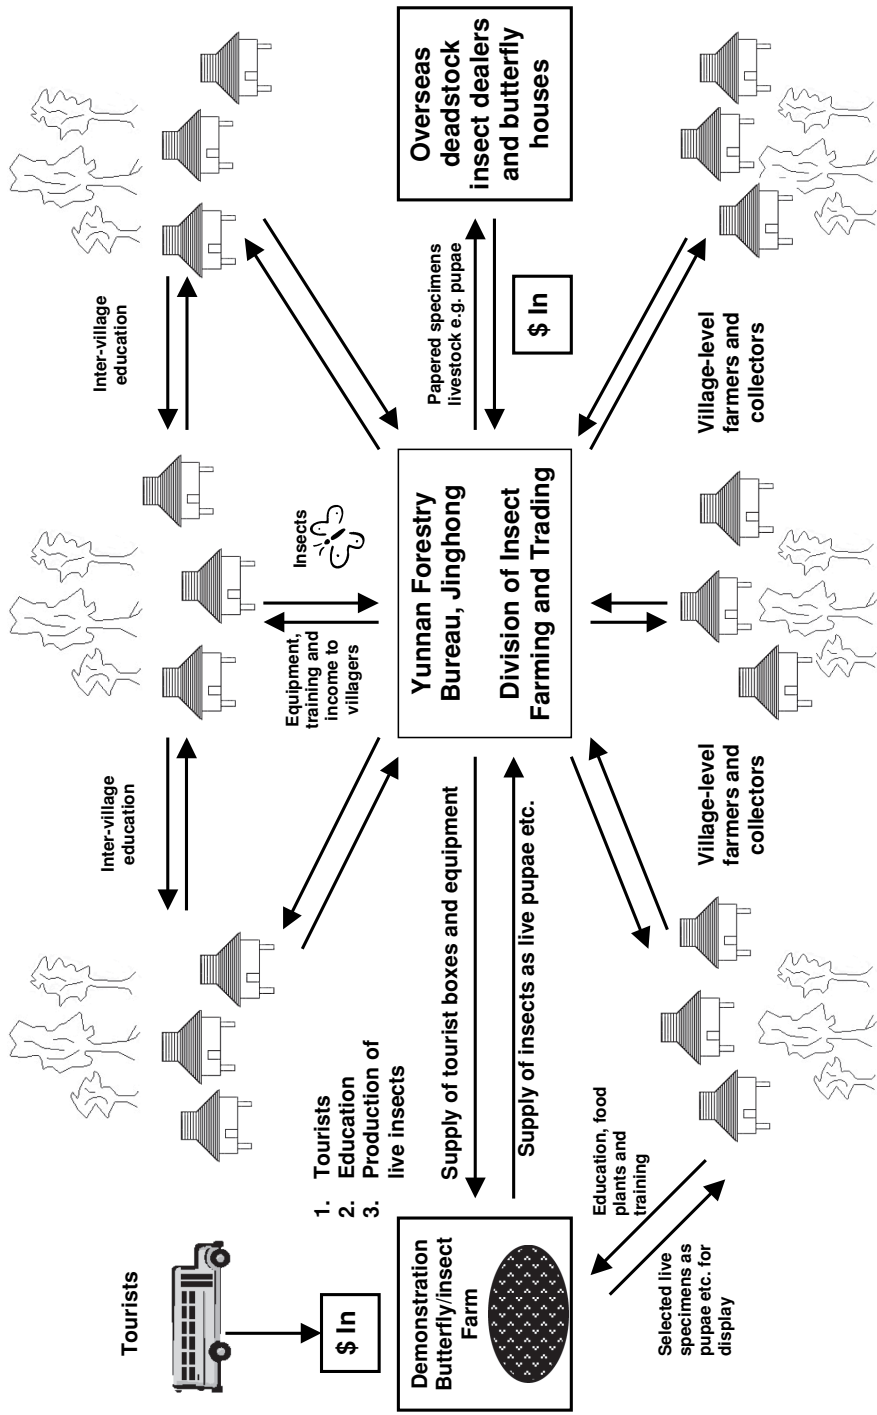 Tourists
$ In
Demonstration
Butterfly/insect
Farm
1. Tourists
2. Education
3. Production of
live insects
Inter-village
education
Inter-village
education
Equipment,
training and
income to
villagers
Insects
Supply of tourist boxes and equipment
Supply of insects as live pupae etc.
Yunnan Forestry
Bureau, Jinghong
Division of Insect
Farming and Trading
Papered specimens
livestock e.g. pupae
$ In
Overseas
deadstock
insect dealers
and butterfly
houses
Education, food
plants and
training
Selected live
specimens as
pupae etc. for
display
Village-level
farmers and
collectors
Village-level
farmers and
collectors